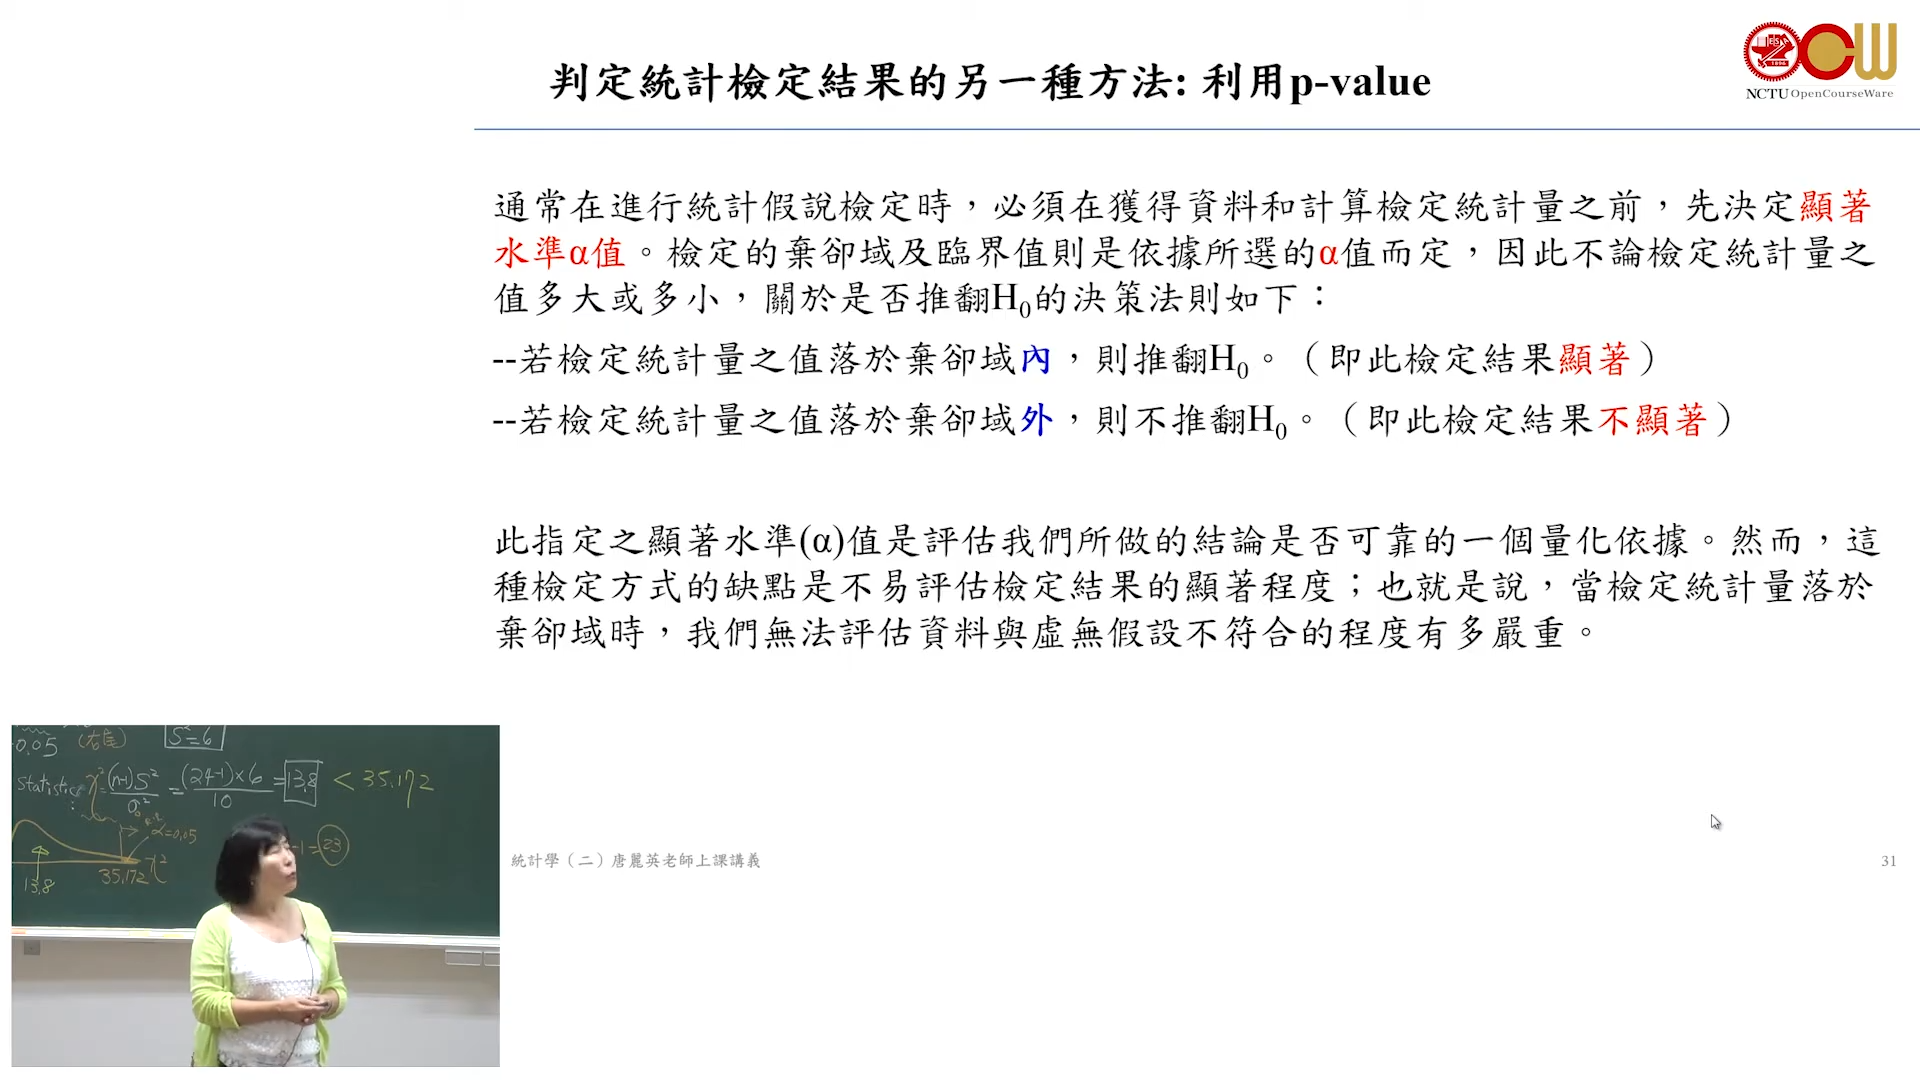 判定統計檢定結果的另一種方法: 利用p-value
NCTU OpenCourseWare
通常在進行統計假說檢定時，必須在獲得資料和計算檢定統計量之前，先決定顯著
水準α值。檢定的棄卻域及臨界值則是依據所選的α值而定，因此不論檢定統計量之
值多大或多小，關於是否推翻H₀的決策法則如下：
--若檢定統計量之值落於棄卻域內，則推翻H₀。（即此檢定結果顯著）
--若檢定統計量之值落於棄卻域外，則不推翻H₀。（即此檢定結果不顯著）
此指定之顯著水準(α)值是評估我們所做的結論是否可靠的一個量化依據。然而，這
種檢定方式的缺點是不易評估檢定結果的顯著程度；也就是說，當檢定統計量落於
棄卻域時，我們無法評估資料與虛無假設不符合的程度有多嚴重。
0.05 (右尾) S²=6
statistic χ²=(n-1)S²/σ₀² = (24-1)×6/10 = 13.8 < 35.172
α=0.05
-1=23
13.8 35.172 χ²
統計學（二）唐麗英老師上課講義
31